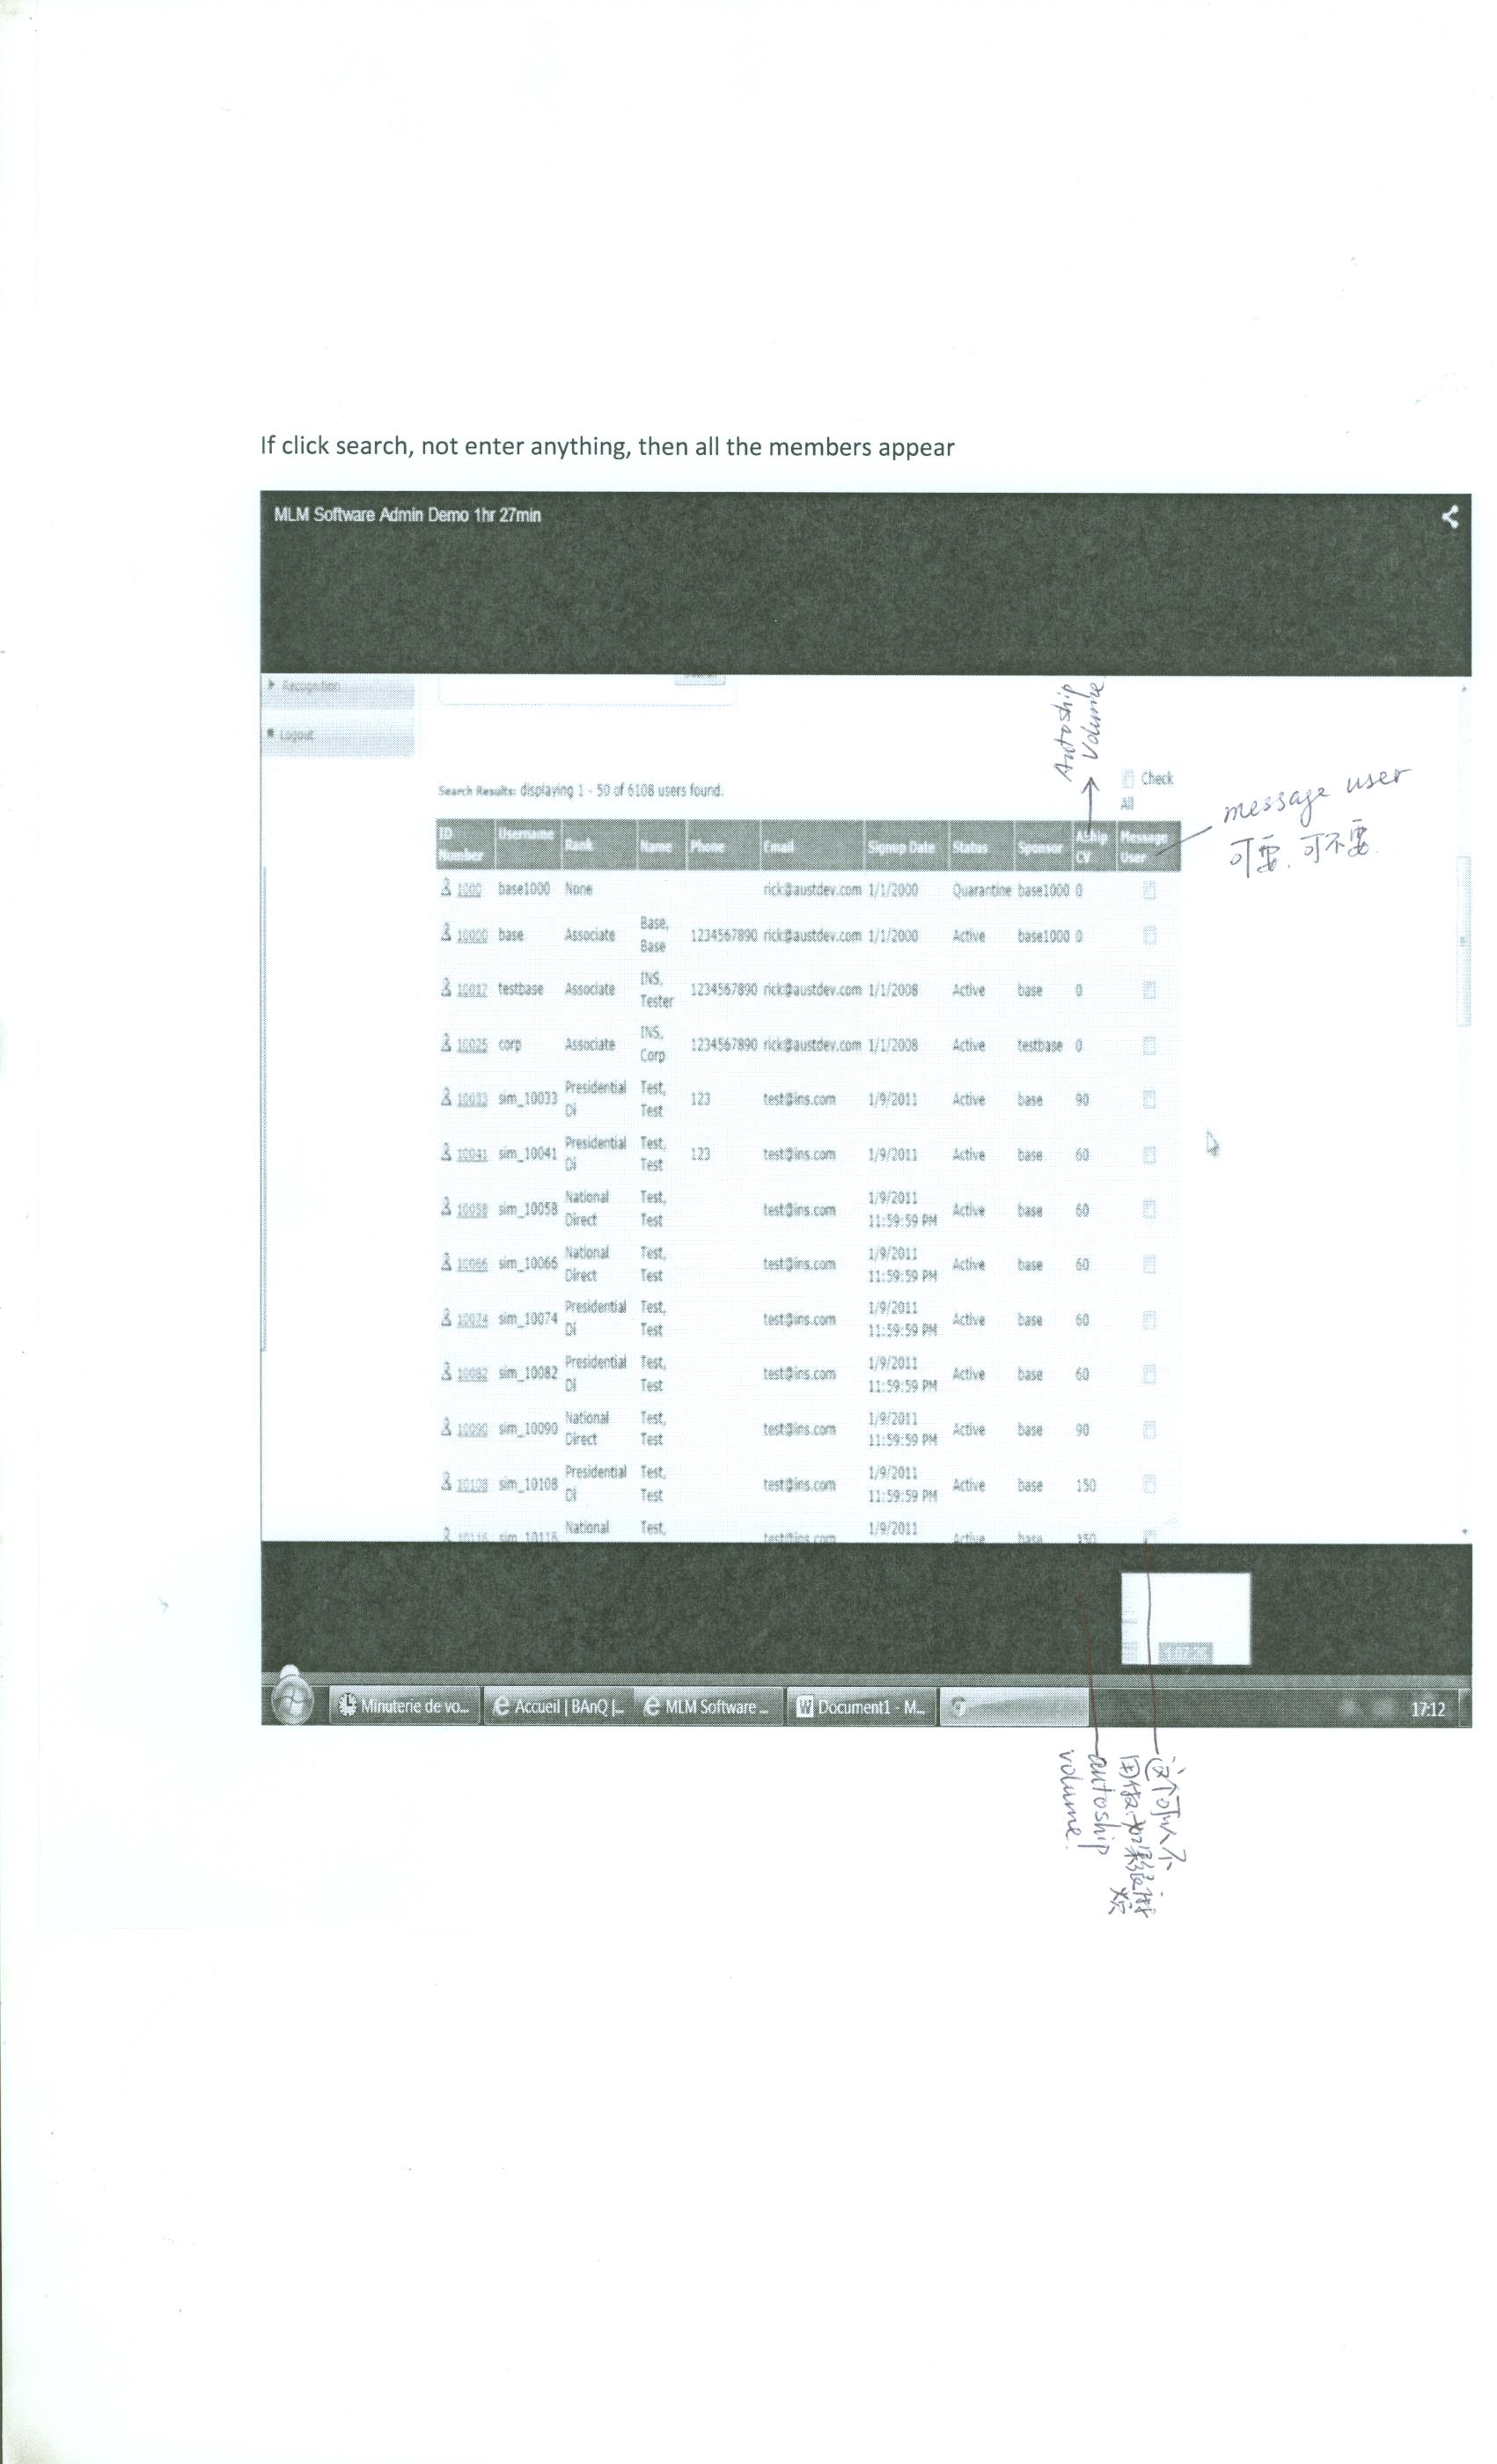 If click search, not enter anything, then all the members appear
MLM Software Admin Demo 1hr 27min
Recognition
Logout
Autoship
Volume
Search Results: displaying 1 - 50 of 6108 users found.
Check
All
message user
可要. 可不要.
ID Number Username Rank Name Phone Email Signup Date Status Sponsor Aship CV Message User
1000 base1000 None rick@austdev.com 1/1/2000 Quarantine base1000 0
10000 base Associate Base, Base 1234567890 rick@austdev.com 1/1/2000 Active base1000 0
10017 testbase Associate INS, Tester 1234567890 rick@austdev.com 1/1/2008 Active base 0
10025 corp Associate INS, Corp 1234567890 rick@austdev.com 1/1/2008 Active testbase 0
10033 sim_10033 Presidential Di Test, Test 123 test@ins.com 1/9/2011 Active base 90
10041 sim_10041 Presidential Di Test, Test 123 test@ins.com 1/9/2011 Active base 60
10058 sim_10058 National Direct Test, Test test@ins.com 1/9/2011 11:59:59 PM Active base 60
10066 sim_10066 National Direct Test, Test test@ins.com 1/9/2011 11:59:59 PM Active base 60
10074 sim_10074 Presidential Di Test, Test test@ins.com 1/9/2011 11:59:59 PM Active base 60
10082 sim_10082 Presidential Di Test, Test test@ins.com 1/9/2011 11:59:59 PM Active base 60
10090 sim_10090 National Direct Test, Test test@ins.com 1/9/2011 11:59:59 PM Active base 90
10108 sim_10108 Presidential Di Test, Test test@ins.com 1/9/2011 11:59:59 PM Active base 150
10116 sim_10116 National Test, test@ins.com 1/9/2011 Active base 350
1:07:26
Minuterie de vo... Accueil | BAnQ |... MLM Software ... Document1 - M... 17:12
这个可以不
如果
烦
autoship
volume.